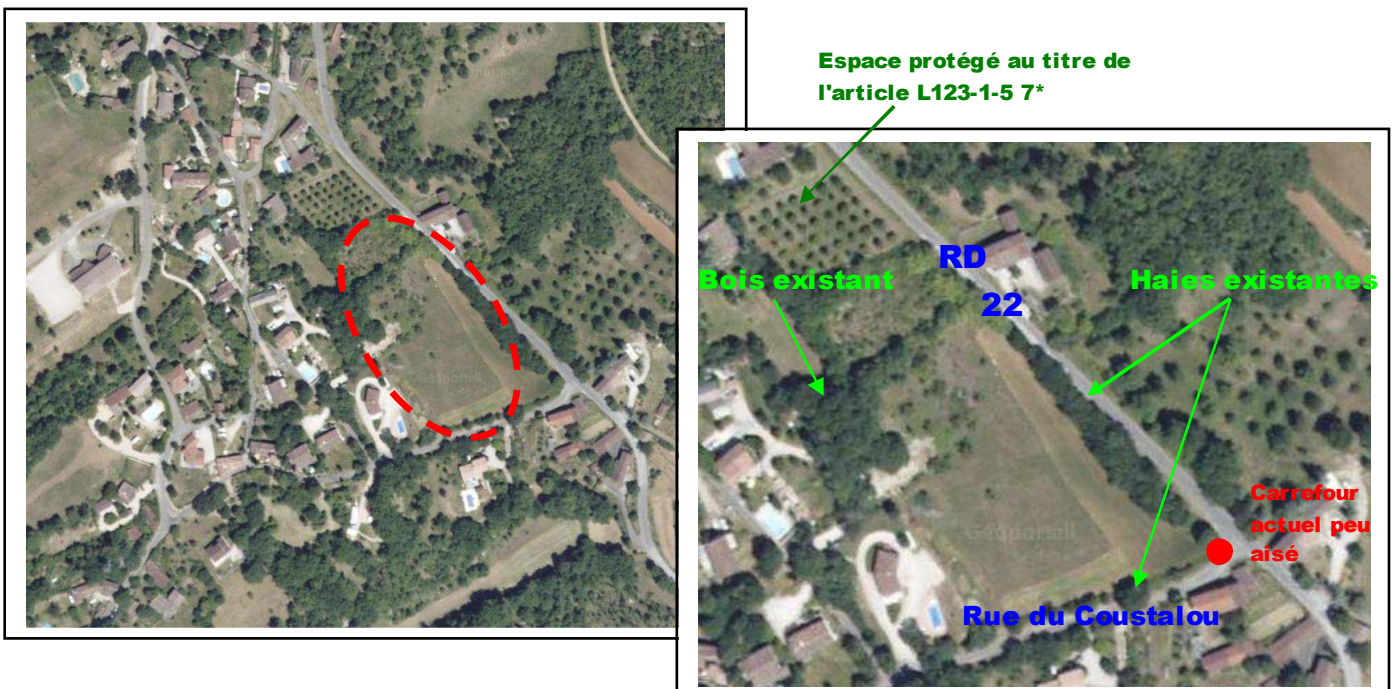 Espace protégé au titre de
l'article L123-1-5 7*
RD
22
Bois existant
Haies existantes
Carrefour
actuel peu
aisé
Rue du Coustalou